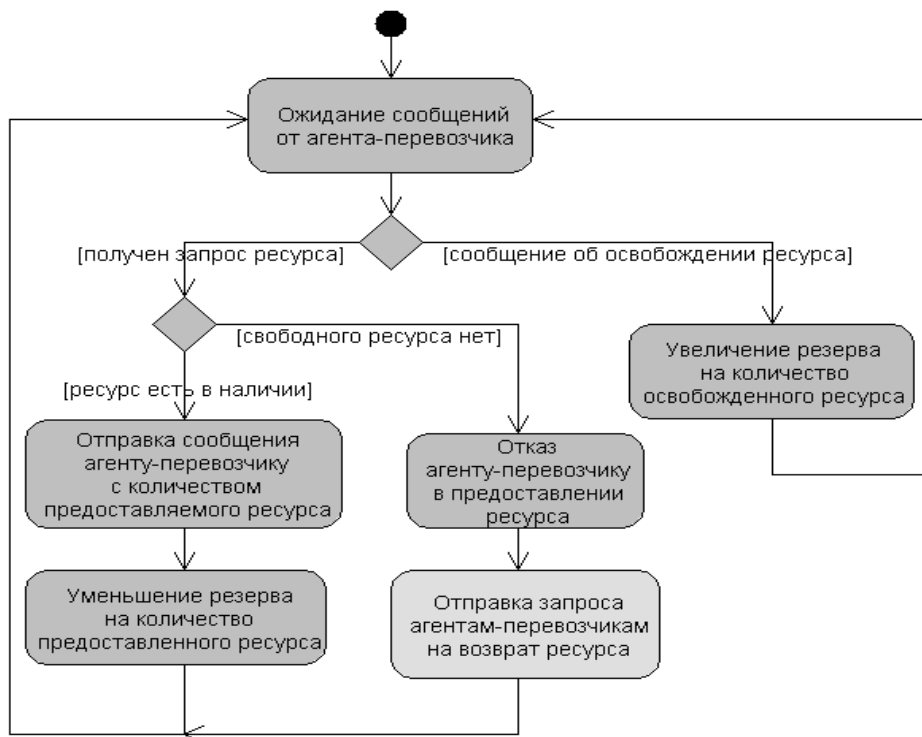 Ожидание сообщений
от агента-перевозчика
[получен запрос ресурса]
[сообщение об освобождении ресурса]
[свободного ресурса нет]
[ресурс есть в наличии]
Увеличение резерва
на количество
освобожденного ресурса
Отправка сообщения
агенту-перевозчику
с количеством
предоставляемого ресурса
Отказ
агенту-перевозчику
в предоставлении
ресурса
Уменьшение резерва
на количество
предоставленного ресурса
Отправка запроса
агентам-перевозчикам
на возврат ресурса